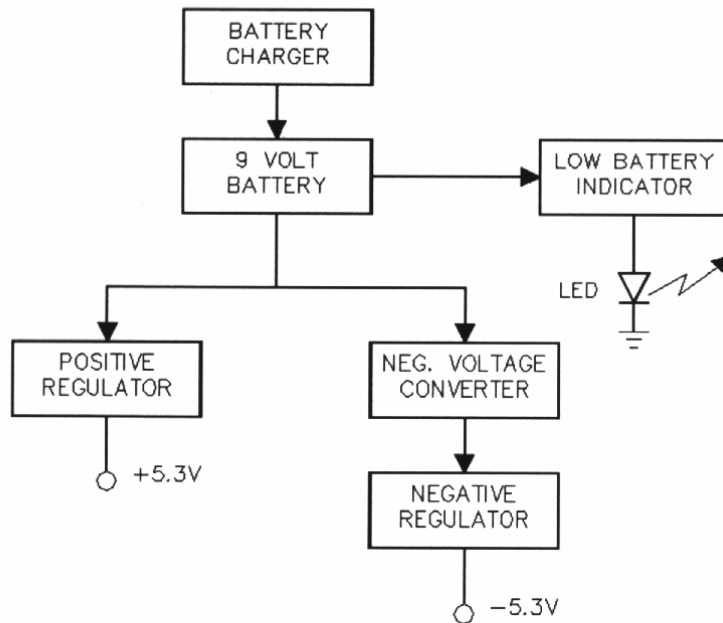 BATTERY
CHARGER
9 VOLT
BATTERY
LOW BATTERY
INDICATOR
LED
POSITIVE
REGULATOR
NEG. VOLTAGE
CONVERTER
+5.3V
NEGATIVE
REGULATOR
−5.3V